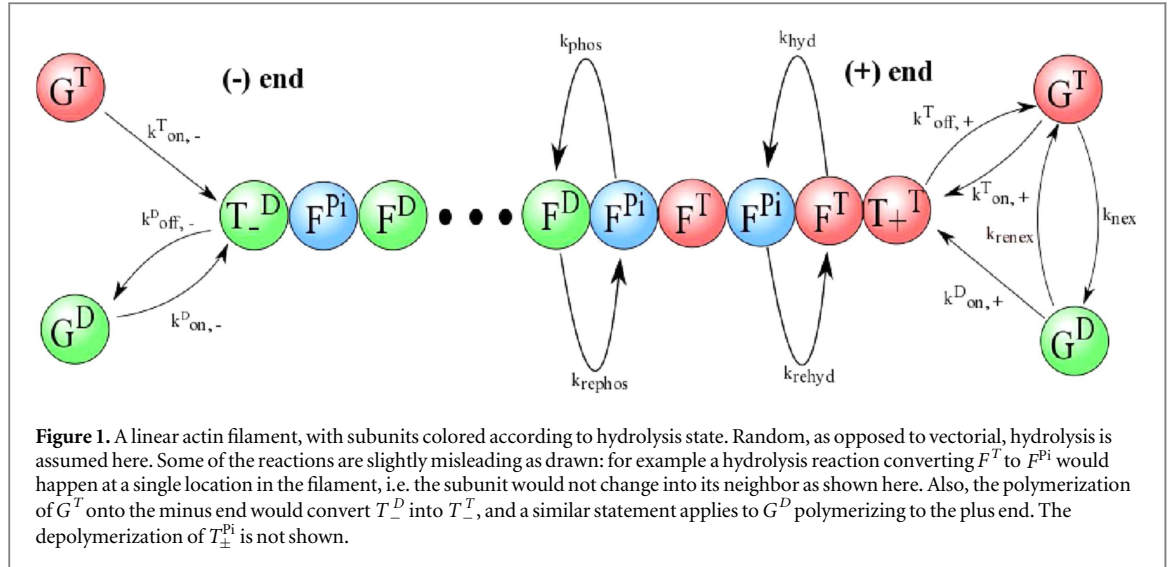 k_phos
k_hyd
(-) end
(+) end
G^T
G^T
k^T_on, -
k^T_off, +
k^T_on, +
k_nex
k_renex
T_-^D F^Pi F^D • • • F^D F^Pi F^T F^Pi F^T T_+^T
k^D_off, -
k^D_on, -
k^D_on, +
G^D
G^D
k_rephos
k_rehyd
Figure 1. A linear actin filament, with subunits colored according to hydrolysis state. Random, as opposed to vectorial, hydrolysis is
assumed here. Some of the reactions are slightly misleading as drawn: for example a hydrolysis reaction converting F^T to F^Pi would
happen at a single location in the filament, i.e. the subunit would not change into its neighbor as shown here. Also, the polymerization
of G^T onto the minus end would convert T_-^D into T_-^T, and a similar statement applies to G^D polymerizing to the plus end. The
depolymerization of T_±^Pi is not shown.